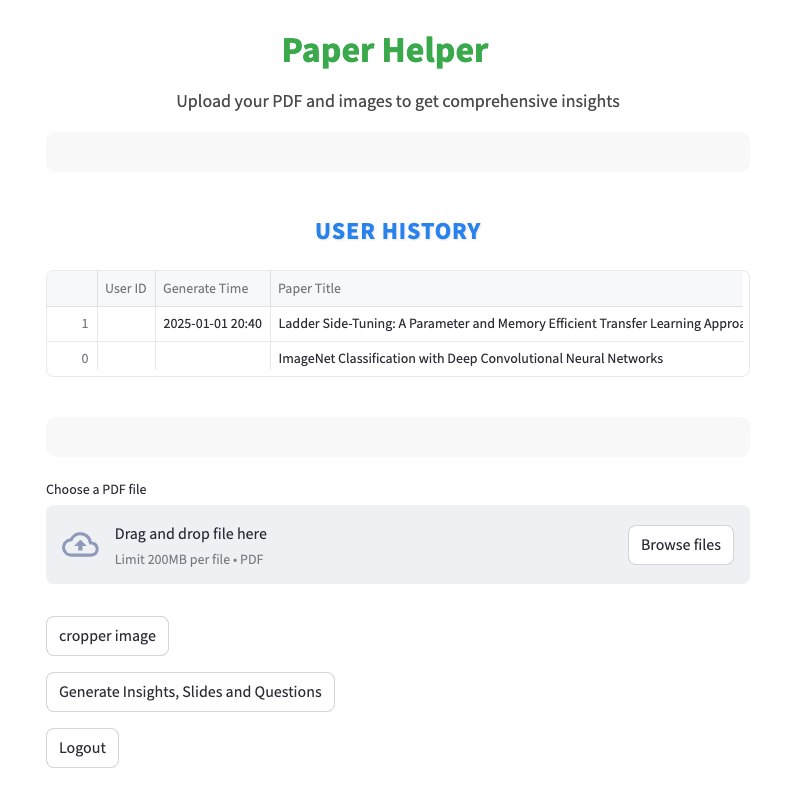 Paper Helper
Upload your PDF and images to get comprehensive insights
USER HISTORY
User ID Generate Time Paper Title
1 2025-01-01 20:40 Ladder Side-Tuning: A Parameter and Memory Efficient Transfer Learning Approa
0 ImageNet Classification with Deep Convolutional Neural Networks
Choose a PDF file
Drag and drop file here
Limit 200MB per file • PDF
Browse files
cropper image
Generate Insights, Slides and Questions
Logout